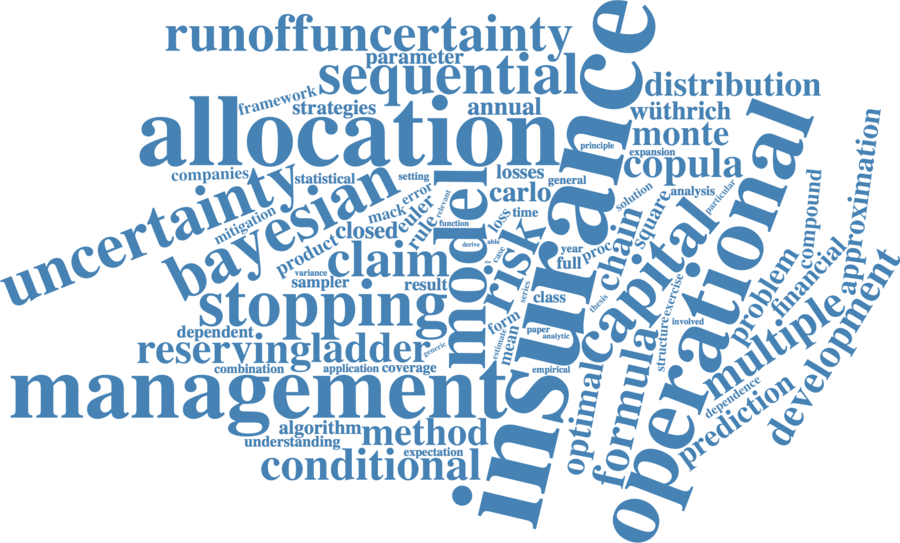 runoffuncertainty
parameter
sequential
insurance
distribution
framework
strategies
annual
wüthrich
allocation
monte
principle
expansion
copula
companies
statistical
setting
losses
general
operational
approximation
uncertainty
bayesian
mitigation
mack
error
euler
rule
relevant
function
model
carlo
loss
time
solution
square
analysis
particular
compound
product
closed
claim
derive
able
case
risk
year
full
proc
chain
capital
problem
financial
variance
sampler
result
series
class
thesis
exercise
structure
involved
multiple
development
stopping
dependent
form
mean
estimate
paper
analytic
reservingladder
generic
combination
application
coverage
empirical
optimal
formula
dependence
prediction
management
algorithm
understanding
method
expectation
conditional